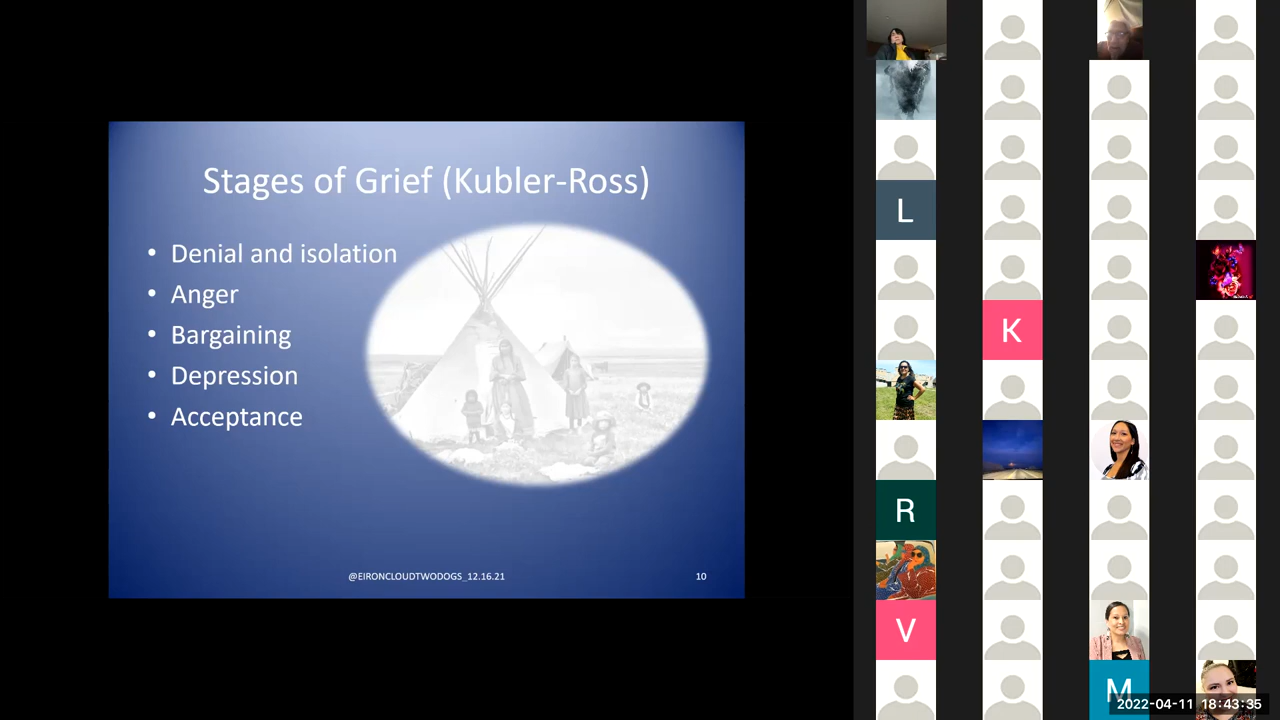 Stages of Grief (Kubler-Ross)
• Denial and isolation
• Anger
• Bargaining
• Depression
• Acceptance
@EIRONCLOUDTWODOGS_12.16.21
10
L
K
R
V
M
2022-04-11 18:43:35